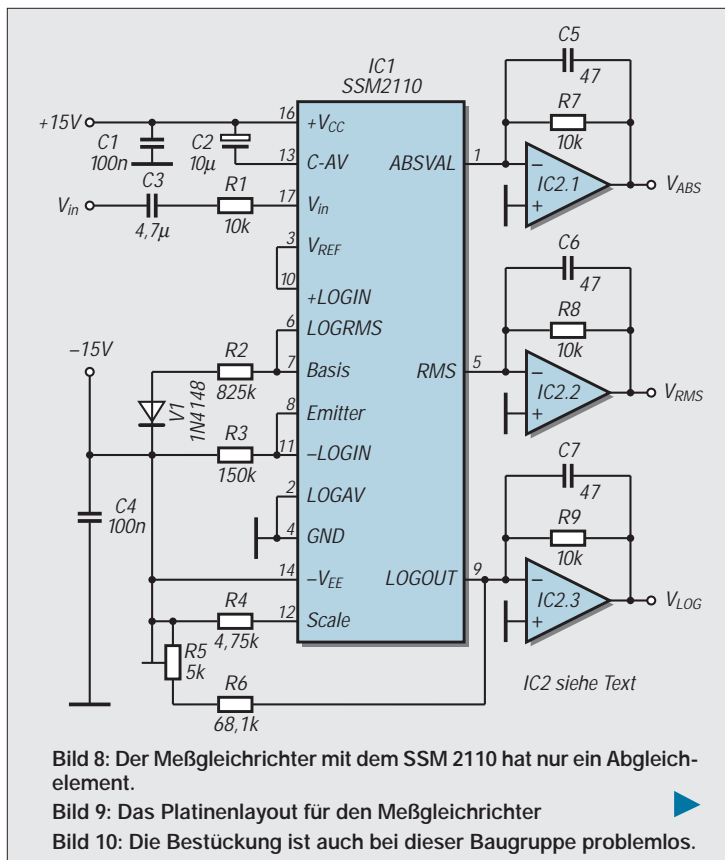 IC1
SSM2110
C5
47
R7
10k
+15V
C1
100n
C2
10µ
16
+VCC
13
C-AV
ABSVAL
1
IC2.1
VABS
Vin
C3
4,7µ
R1
10k
17
Vin
3
VREF
10
+LOGIN
C6
47
R8
10k
6
LOGRMS
–15V
V1
1N4148
R2
825k
7
Basis
RMS
5
IC2.2
VRMS
8
Emitter
R3
150k
11
–LOGIN
C4
100n
2
LOGAV
4
GND
C7
47
R9
10k
14
–VEE
LOGOUT
9
IC2.3
VLOG
R4
4,75k
12
Scale
R5
5k
R6
68,1k
IC2 siehe Text
Bild 8: Der Meßgleichrichter mit dem SSM 2110 hat nur ein Abgleich-
element.
Bild 9: Das Platinenlayout für den Meßgleichrichter
Bild 10: Die Bestückung ist auch bei dieser Baugruppe problemlos.